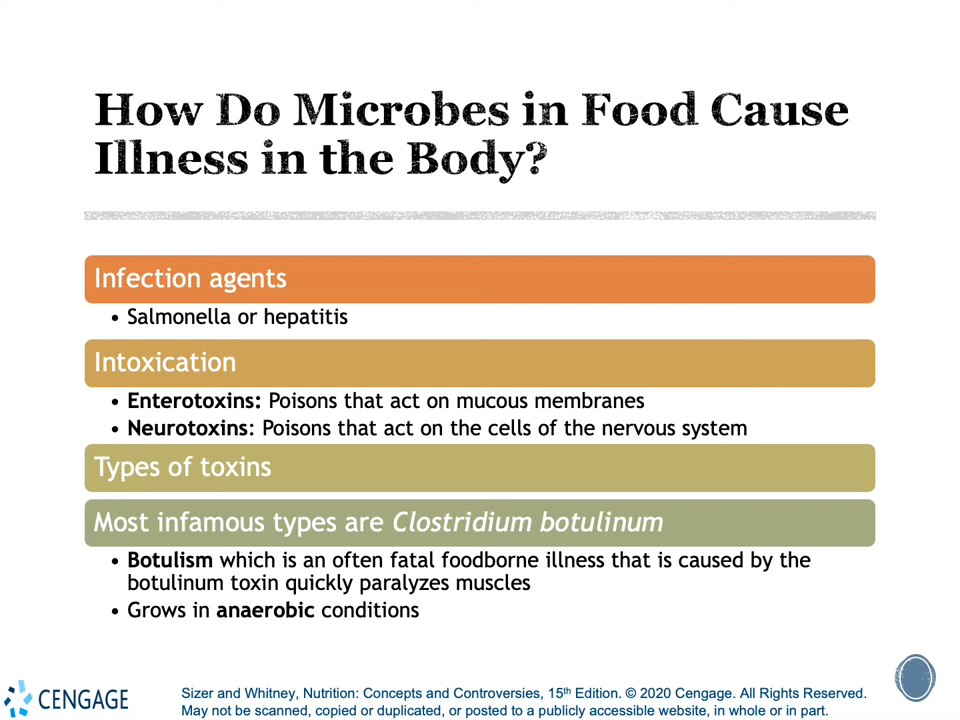 How Do Microbes in Food Cause
Illness in the Body?
Infection agents
• Salmonella or hepatitis
Intoxication
• Enterotoxins: Poisons that act on mucous membranes
• Neurotoxins: Poisons that act on the cells of the nervous system
Types of toxins
Most infamous types are Clostridium botulinum
• Botulism which is an often fatal foodborne illness that is caused by the
botulinum toxin quickly paralyzes muscles
• Grows in anaerobic conditions
CENGAGE
Sizer and Whitney, Nutrition: Concepts and Controversies, 15th Edition. © 2020 Cengage. All Rights Reserved.
May not be scanned, copied or duplicated, or posted to a publicly accessible website, in whole or in part.